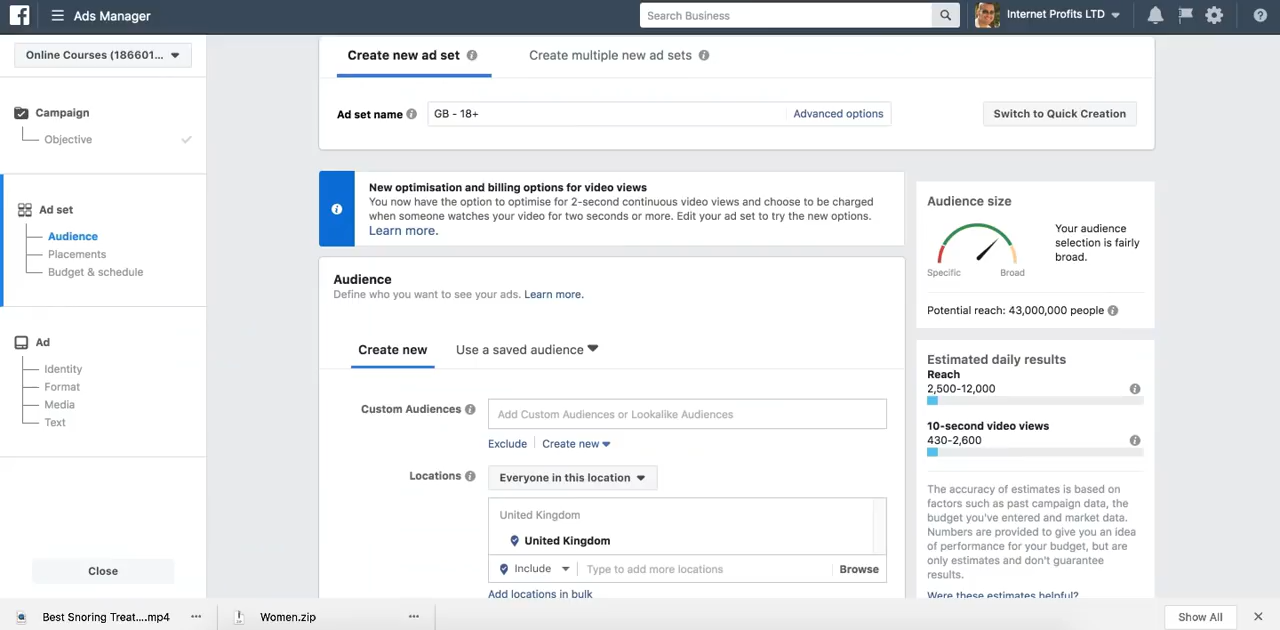 Ads Manager
Search Business
Internet Profits LTD
Online Courses (186601...
Campaign
Objective
Ad set
Audience
Placements
Budget & schedule
Ad
Identity
Format
Media
Text
Close
Create new ad set
Create multiple new ad sets
Ad set name
GB - 18+
Advanced options
Switch to Quick Creation
New optimisation and billing options for video views
You now have the option to optimise for 2-second continuous video views and choose to be charged
when someone watches your video for two seconds or more. Edit your ad set to try the new options.
Learn more.
Audience
Define who you want to see your ads. Learn more.
Create new
Use a saved audience
Custom Audiences
Add Custom Audiences or Lookalike Audiences
Exclude
Create new
Locations
Everyone in this location
United Kingdom
United Kingdom
Include
Type to add more locations
Browse
Add locations in bulk
Audience size
Specific
Broad
Your audience
selection is fairly
broad.
Potential reach: 43,000,000 people
Estimated daily results
Reach
2,500-12,000
10-second video views
430-2,600
The accuracy of estimates is based on
factors such as past campaign data, the
budget you've entered and market data.
Numbers are provided to give you an idea
of performance for your budget, but are
only estimates and don't guarantee
results.
Were these estimates helpful?
Best Snoring Treat....mp4
Women.zip
Show All